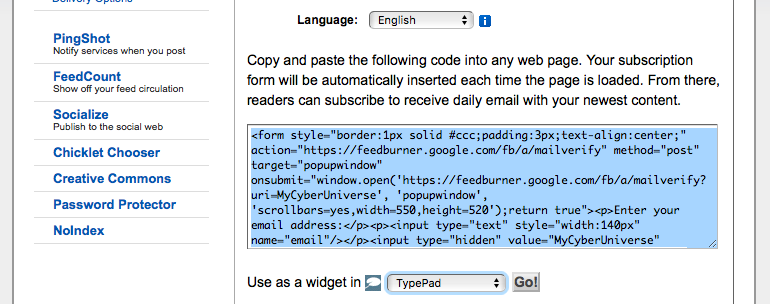 Delivery Options
PingShot
Notify services when you post
FeedCount
Show off your feed circulation
Socialize
Publish to the social web
Chicklet Chooser
Creative Commons
Password Protector
NoIndex
Language: English
Copy and paste the following code into any web page. Your subscription
form will be automatically inserted each time the page is loaded. From there,
readers can subscribe to receive daily email with your newest content.
<form style="border:1px solid #ccc;padding:3px;text-align:center;"
action="https://feedburner.google.com/fb/a/mailverify" method="post"
target="popupwindow"
onsubmit="window.open('https://feedburner.google.com/fb/a/mailverify?
uri=MyCyberUniverse', 'popupwindow',
'scrollbars=yes,width=550,height=520');return true"><p>Enter your
email address:</p><p><input type="text" style="width:140px"
name="email"/></p><input type="hidden" value="MyCyberUniverse"
Use as a widget in TypePad Go!